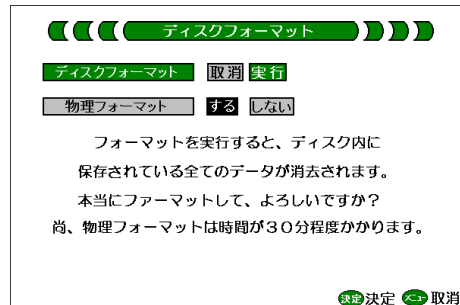 ディスクフォーマット
ディスクフォーマット 取消 実行
物理フォーマット する しない
フォーマットを実行すると、ディスク内に
保存されている全てのデータが消去されます。
本当にファーマットして、よろしいですか？
尚、物理フォーマットは時間が３０分程度かかります。
決定 決定 メニュー 取消